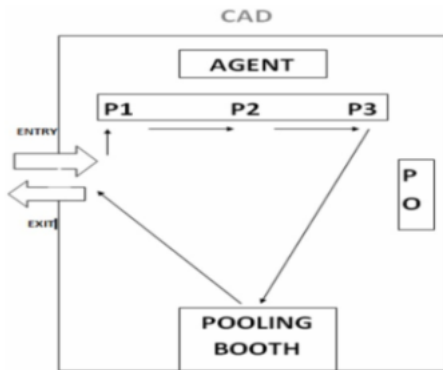 CAD
AGENT
P1 P2 P3
ENTRY
EXIT
P
O
POOLING
BOOTH